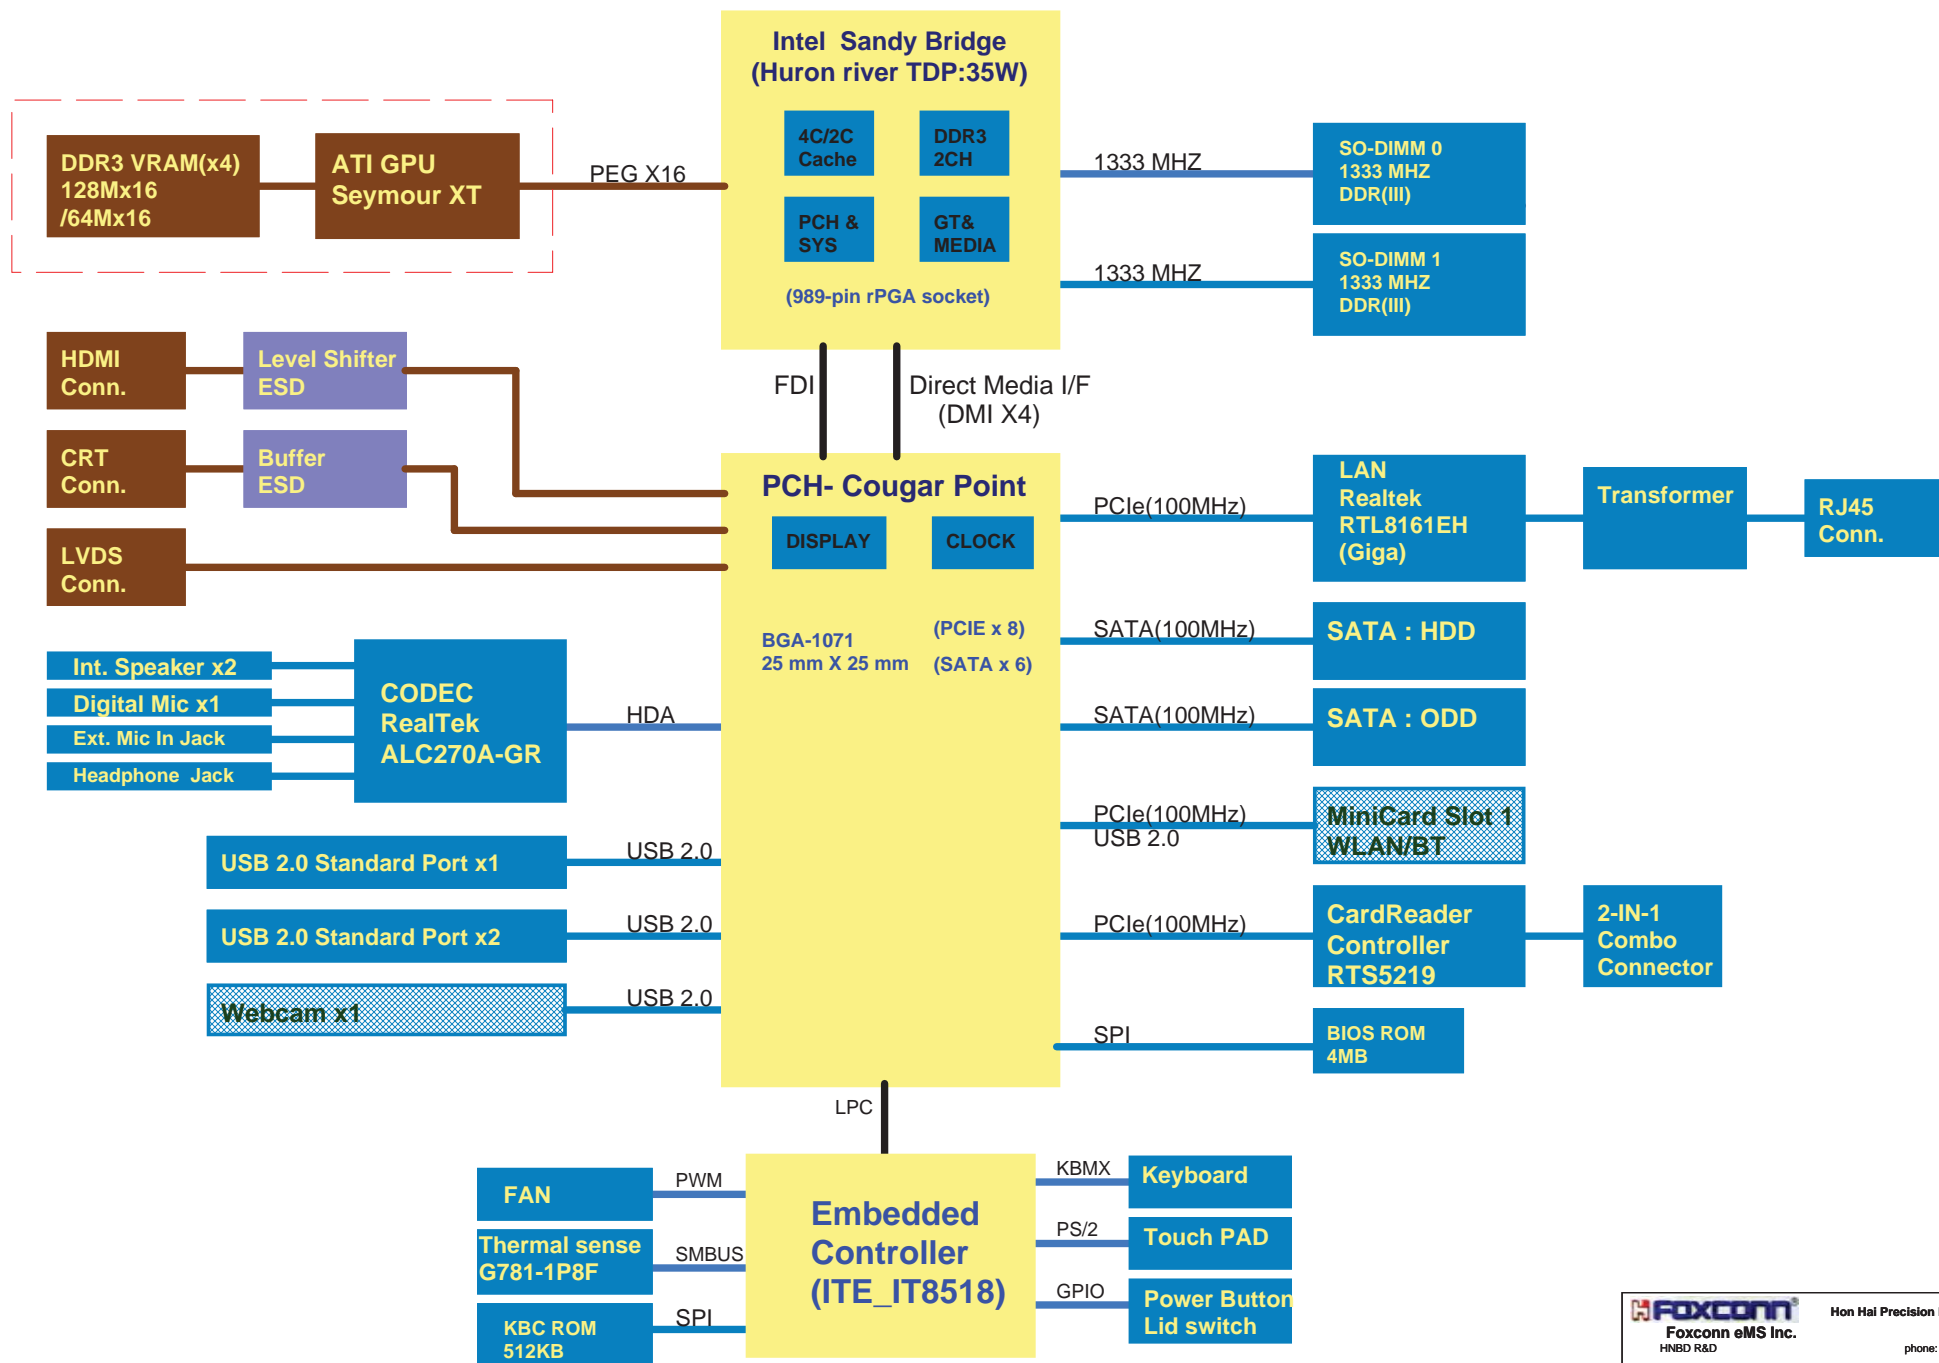 Intel Sandy Bridge
(Huron river TDP:35W)
4C/2C
Cache
DDR3
2CH
PCH &
SYS
GT&
MEDIA
(989-pin rPGA socket)
DDR3 VRAM(x4)
128Mx16
/64Mx16
ATI GPU
Seymour XT
PEG X16
1333 MHZ
SO-DIMM 0
1333 MHZ
DDR(III)
1333 MHZ
SO-DIMM 1
1333 MHZ
DDR(III)
HDMI
Conn.
Level Shifter
ESD
FDI
Direct Media I/F
(DMI X4)
CRT
Conn.
Buffer
ESD
LVDS
Conn.
PCH- Cougar Point
DISPLAY
CLOCK
BGA-1071
25 mm X 25 mm
(PCIE x 8)
(SATA x 6)
PCIe(100MHz)
LAN
Realtek
RTL8161EH
(Giga)
Transformer
RJ45
Conn.
SATA(100MHz)
SATA : HDD
SATA(100MHz)
SATA : ODD
Int. Speaker x2
Digital Mic x1
Ext. Mic In Jack
Headphone Jack
CODEC
RealTek
ALC270A-GR
HDA
PCIe(100MHz)
USB 2.0
MiniCard Slot 1
WLAN/BT
USB 2.0 Standard Port x1
USB 2.0
USB 2.0 Standard Port x2
USB 2.0
Webcam x1
USB 2.0
PCIe(100MHz)
CardReader
Controller
RTS5219
2-IN-1
Combo
Connector
SPI
BIOS ROM
4MB
LPC
FAN
PWM
Thermal sense
G781-1P8F
SMBUS
KBC ROM
512KB
SPI
Embedded
Controller
(ITE_IT8518)
KBMX
Keyboard
PS/2
Touch PAD
GPIO
Power Button
Lid switch
FOXCONN®
Hon Hai Precision
Foxconn eMS Inc.
HNBD R&D
phone: